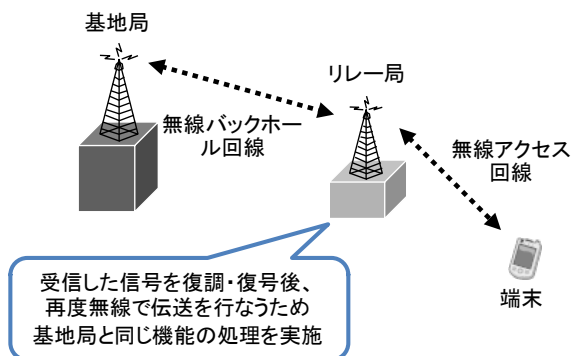 基地局
リレー局
無線バックホー
ル回線
無線アクセス
回線
端末
受信した信号を復調・復号後、
再度無線で伝送を行なうため
基地局と同じ機能の処理を実施